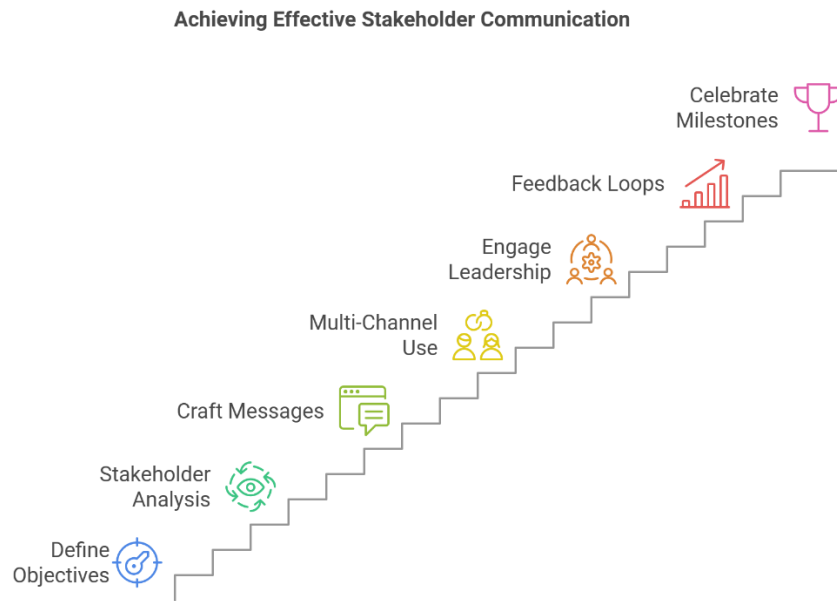 Achieving Effective Stakeholder Communication
Celebrate
Milestones
Feedback Loops
Engage
Leadership
Multi-Channel
Use
Craft Messages
Stakeholder
Analysis
Define
Objectives